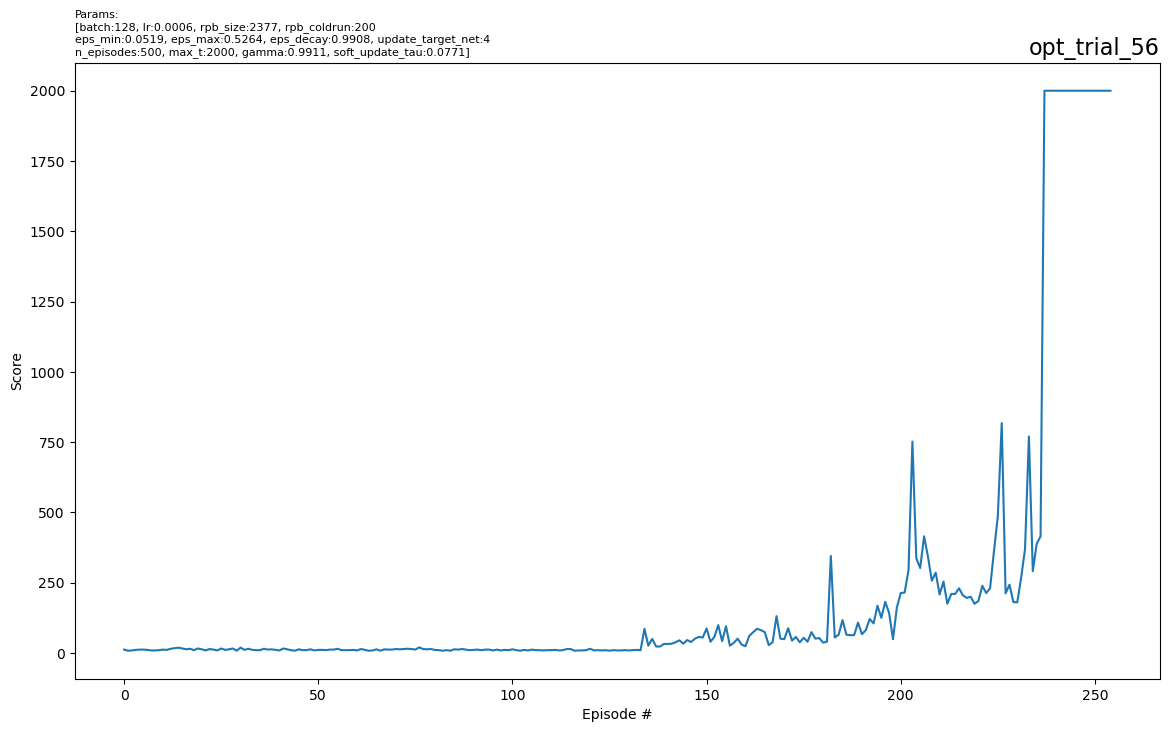 Params:
[batch:128, lr:0.0006, rpb_size:2377, rpb_coldrun:200
eps_min:0.0519, eps_max:0.5264, eps_decay:0.9908, update_target_net:4
n_episodes:500, max_t:2000, gamma:0.9911, soft_update_tau:0.0771]
opt_trial_56
2000
1750
1500
1250
1000
750
500
250
0
Score
0 50 100 150 200 250
Episode #